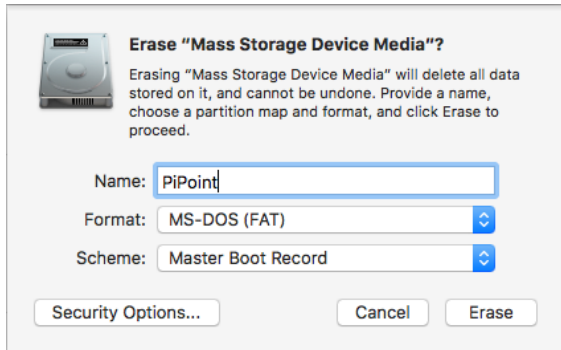 Erase “Mass Storage Device Media”?
Erasing “Mass Storage Device Media” will delete all data
stored on it, and cannot be undone. Provide a name,
choose a partition map and format, and click Erase to
proceed.
Name: PiPoint
Format: MS-DOS (FAT)
Scheme: Master Boot Record
Security Options... Cancel Erase